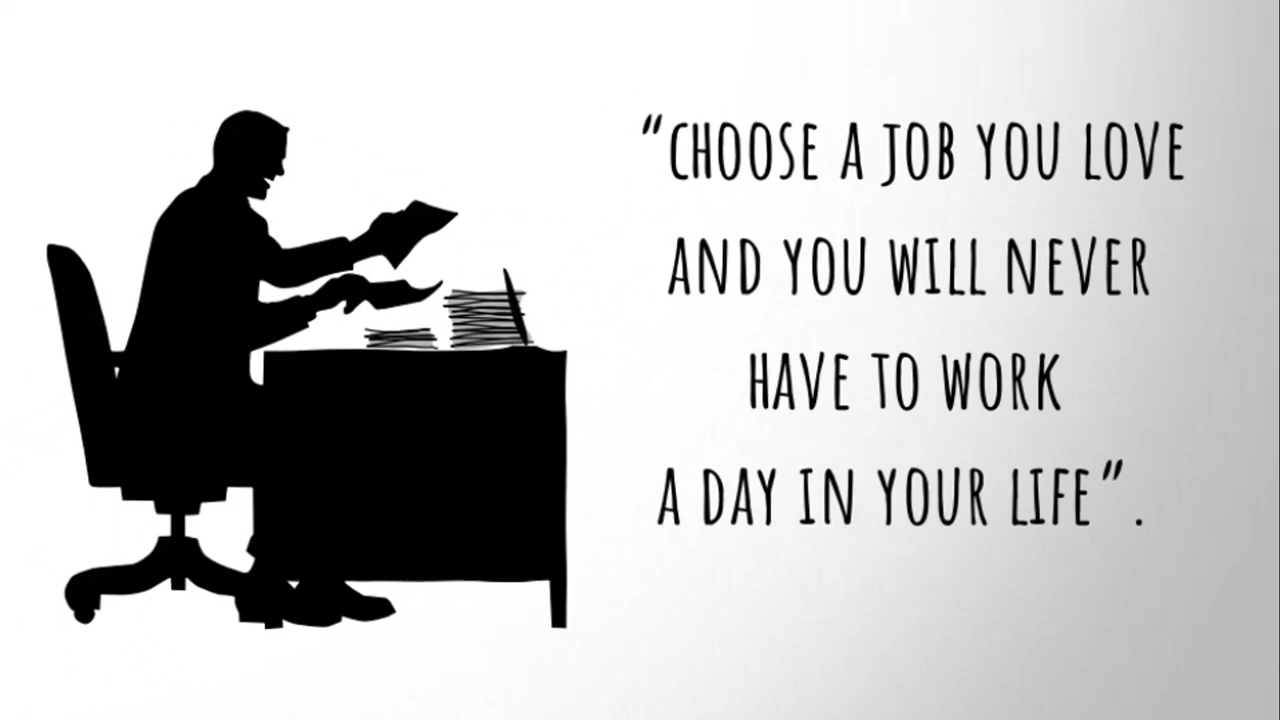 “CHOOSE A JOB YOU LOVE
AND YOU WILL NEVER
HAVE TO WORK
A DAY IN YOUR LIFE”.